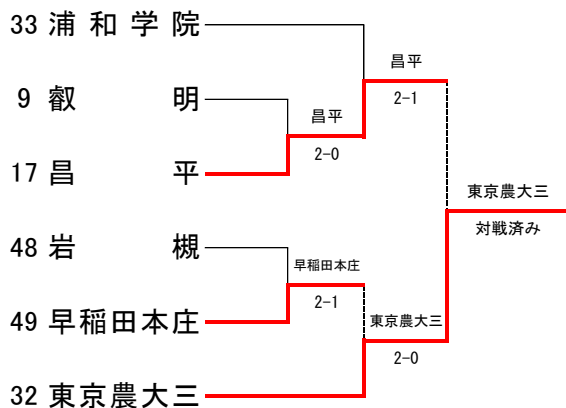 33 浦和学院
昌平
2-1
9 叡明
昌平
2-0
17 昌平
東京農大三
対戦済み
48 岩槻
早稲田本庄
2-1
49 早稲田本庄
東京農大三
2-0
32 東京農大三